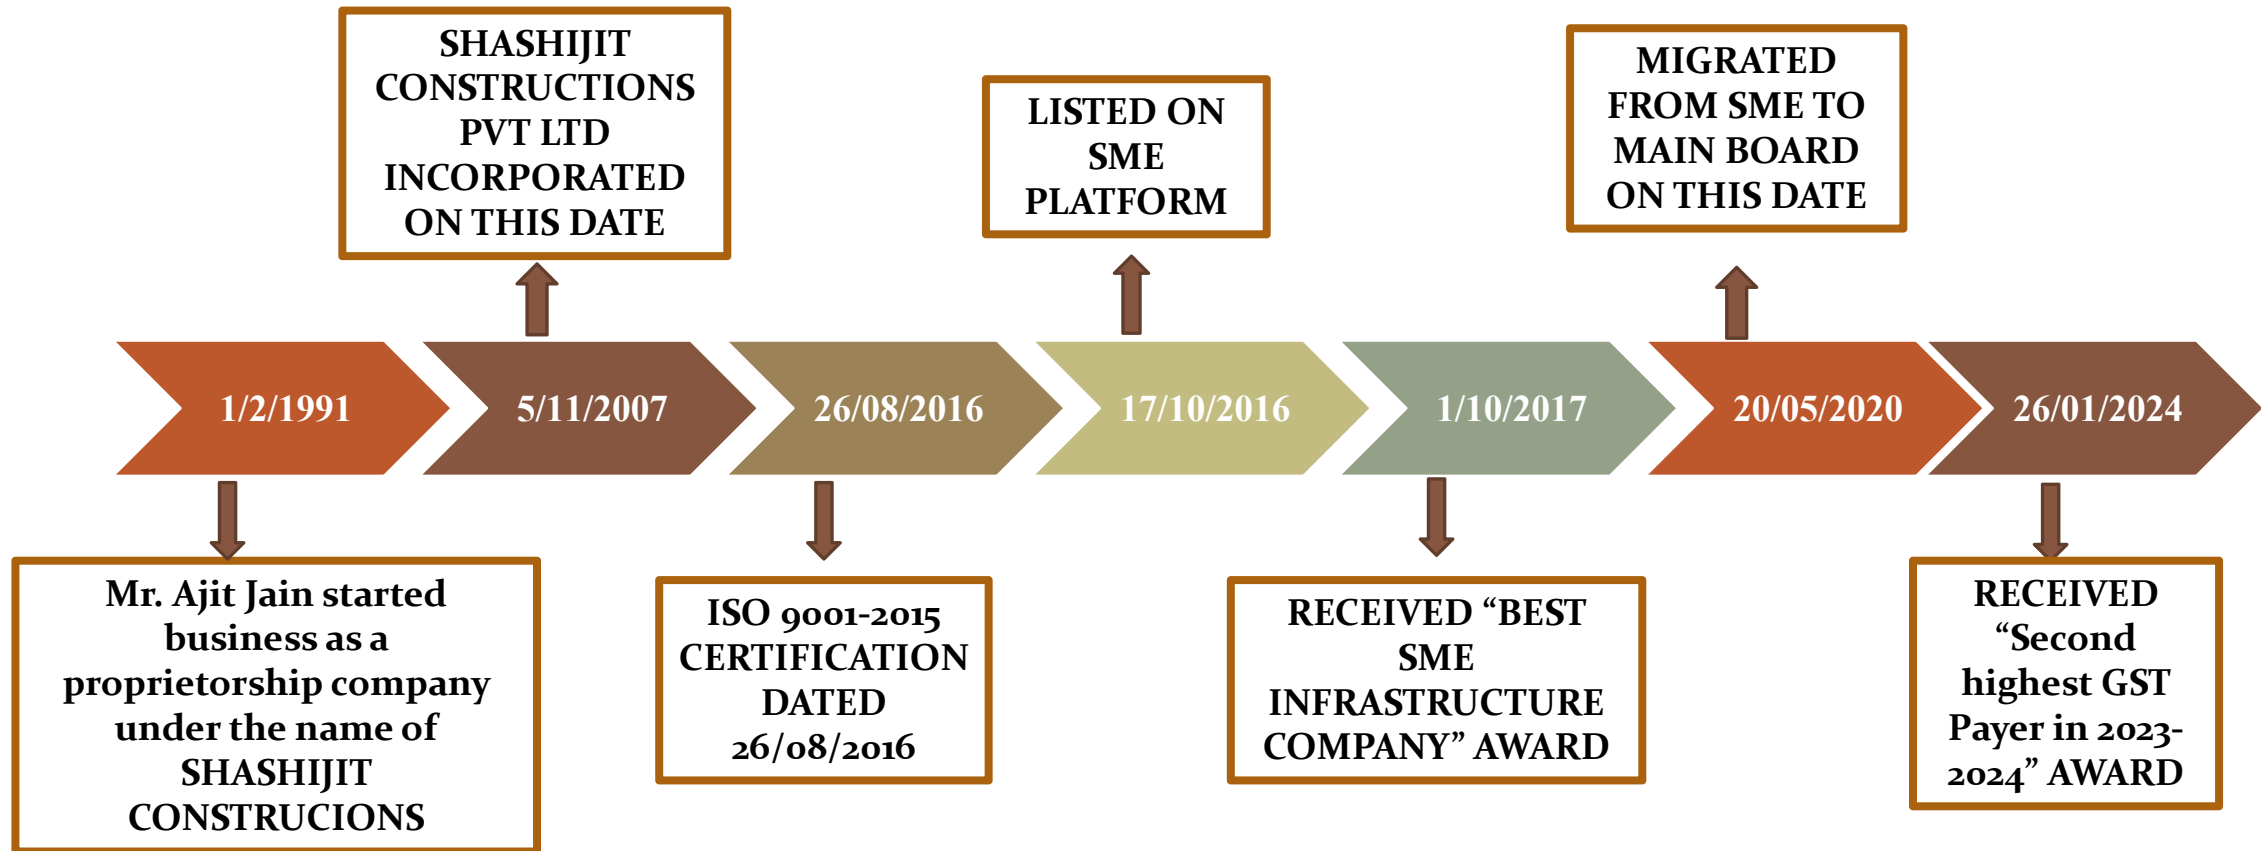 SHASHIJIT
CONSTRUCTIONS
PVT LTD
INCORPORATED
ON THIS DATE
LISTED ON
SME
PLATFORM
MIGRATED
FROM SME TO
MAIN BOARD
ON THIS DATE
1/2/1991
5/11/2007
26/08/2016
17/10/2016
1/10/2017
20/05/2020
26/01/2024
Mr. Ajit Jain started
business as a
proprietorship company
under the name of
SHASHIJIT
CONSTRUCIONS
ISO 9001-2015
CERTIFICATION
DATED
26/08/2016
RECEIVED “BEST
SME
INFRASTRUCTURE
COMPANY” AWARD
RECEIVED
“Second
highest GST
Payer in 2023-
2024” AWARD